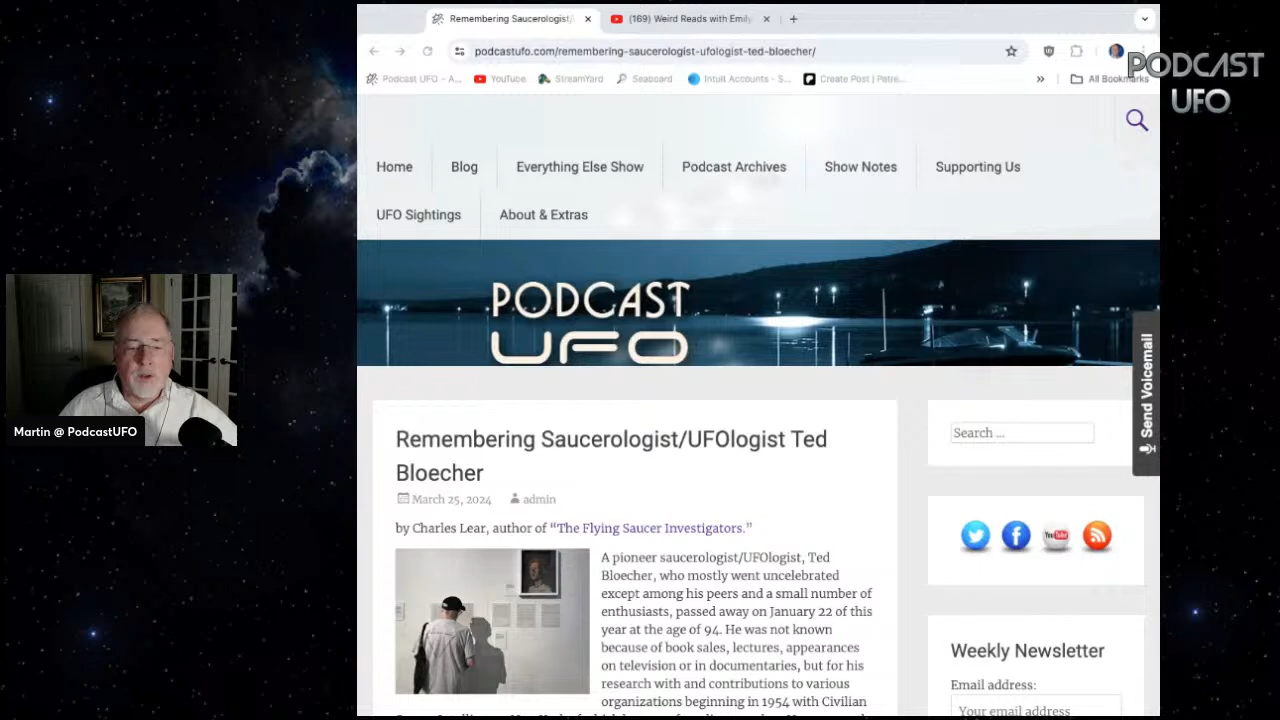 Remembering Saucerologist/
(169) Weird Reads with Emily
podcastufo.com/remembering-saucerologist-ufologist-ted-bloecher/
Podcast UFO - A...
YouTube
StreamYard
Seaboard
Intuit Accounts - S...
Create Post | Patre...
All Bookmarks
PODCAST
UFO
Home
Blog
Everything Else Show
Podcast Archives
Show Notes
Supporting Us
UFO Sightings
About & Extras
PODCAST
UFO
Send Voicemail
Martin @ PodcastUFO
Remembering Saucerologist/UFOlogist Ted
Bloecher
March 25, 2024
admin
by Charles Lear, author of “The Flying Saucer Investigators.”
A pioneer saucerologist/UFOlogist, Ted
Bloecher, who mostly went uncelebrated
except among his peers and a small number of
enthusiasts, passed away on January 22 of this
year at the age of 94. He was not known
because of book sales, lectures, appearances
on television or in documentaries, but for his
research with and contributions to various
organizations beginning in 1954 with Civilian
Search ...
You Tube
Weekly Newsletter
Email address:
Your email address